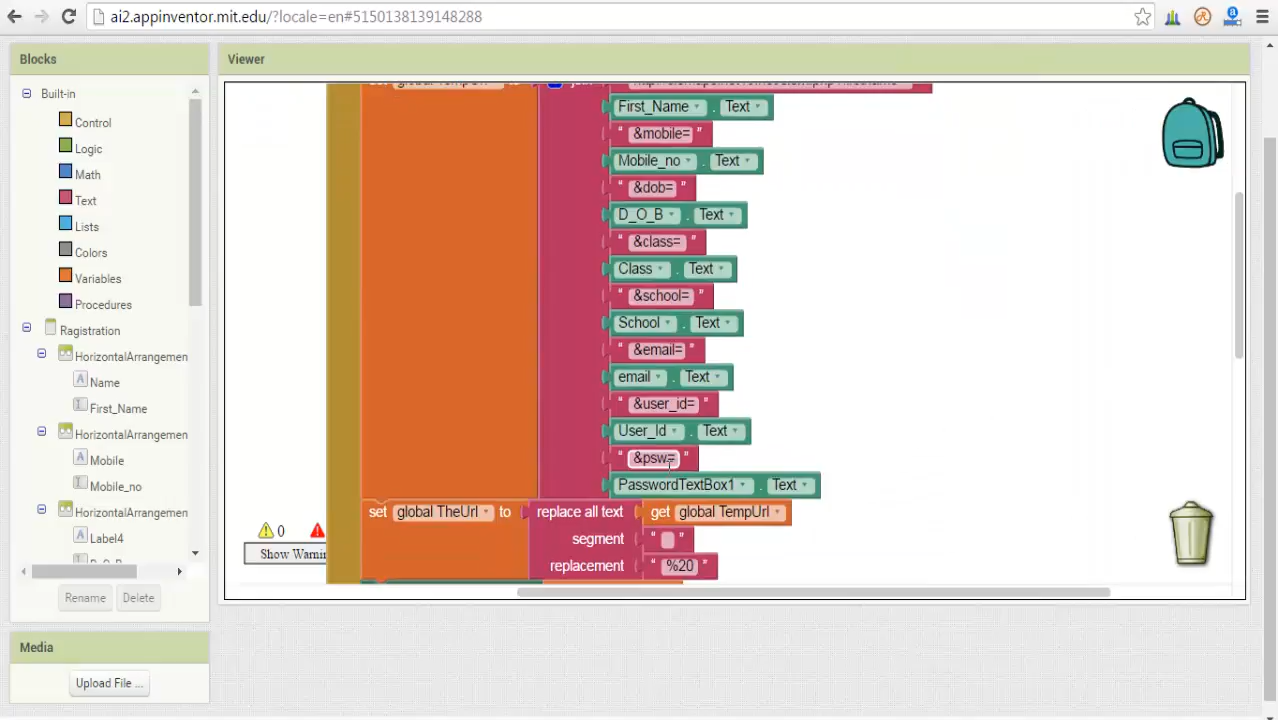 ai2.appinventor.mit.edu/?locale=en#5150138139148288
Blocks
Viewer
Built-in
Control
Logic
Math
Text
Lists
Colors
Variables
Procedures
Ragistration
HorizontalArrangemen
Name
First_Name
HorizontalArrangemen
Mobile
Mobile_no
HorizontalArrangemen
Label4
Rename Delete
Media
Upload File ...
First_Name . Text
" &mobile= "
Mobile_no . Text
" &dob= "
D_O_B . Text
" &class= "
Class . Text
" &school= "
School . Text
" &email= "
email . Text
" &user_id= "
User_Id . Text
" &psw= "
PasswordTextBox1 . Text
set global TheUrl to replace all text get global TempUrl
segment " "
replacement " %20 "
0
Show Warnin